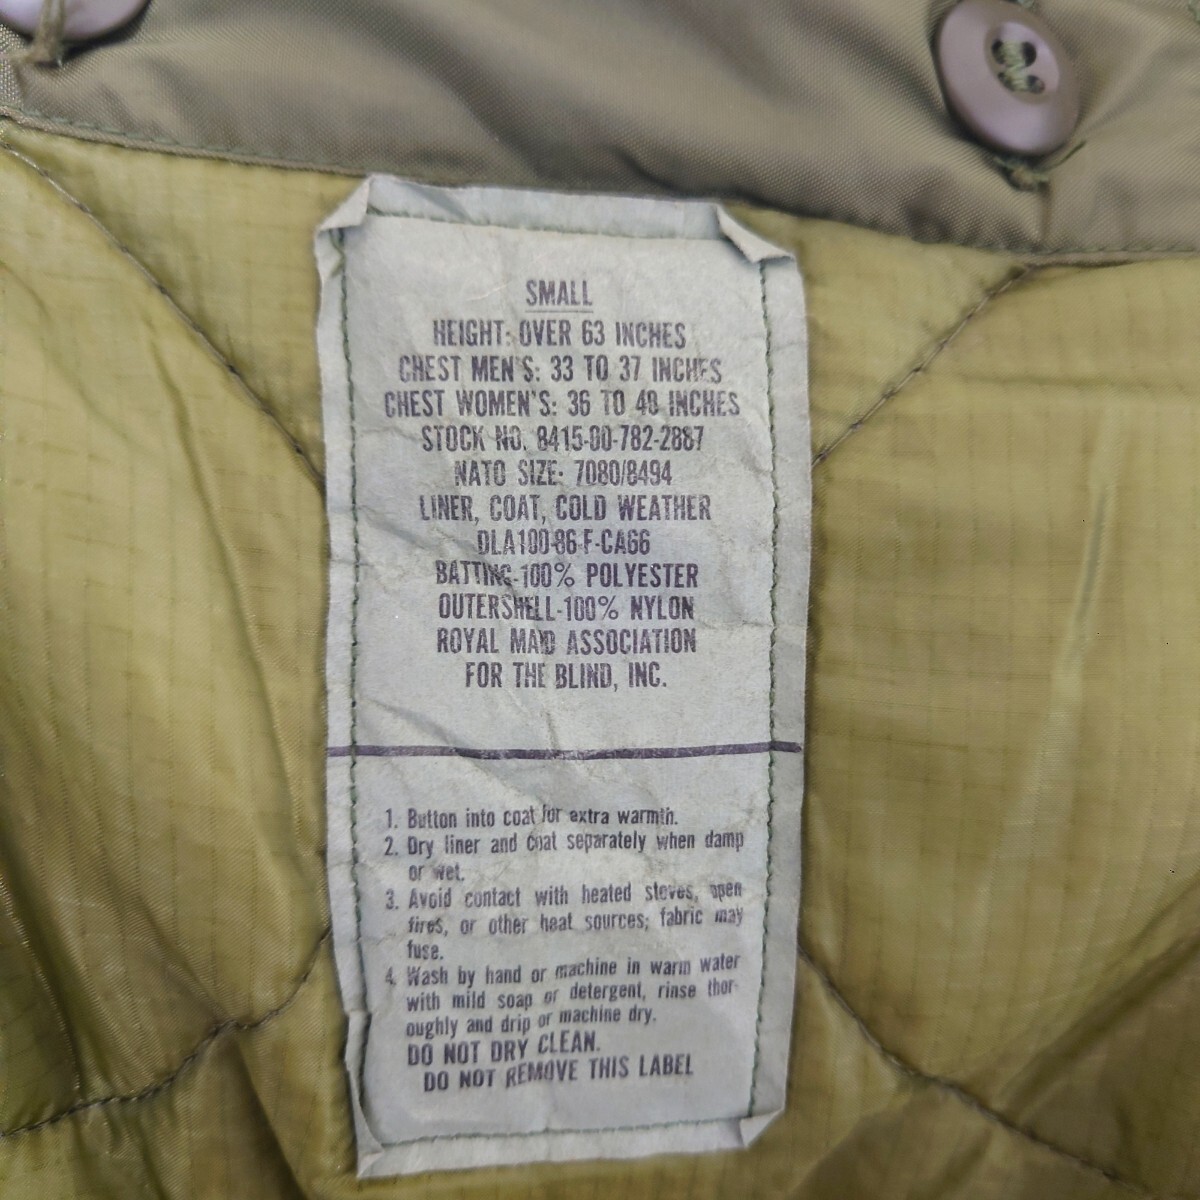 SMALL
HEIGHT: OVER 63 INCHES
CHEST MEN'S: 33 TO 37 INCHES
CHEST WOMEN'S: 36 TO 40 INCHES
STOCK NO. 8415-00-782-2887
NATO SIZE: 7080/8494
LINER, COAT, COLD WEATHER
DLA100-86-F-CA66
BATTING-100% POLYESTER
OUTERSHELL-100% NYLON
ROYAL MAID ASSOCIATION
FOR THE BLIND, INC.
1. Button into coat for extra warmth.
2. Dry liner and coat separately when damp
or wet.
3. Avoid contact with heated stoves, open
fires, or other heat sources; fabric may
fuse.
4. Wash by hand or machine in warm water
with mild soap or detergent, rinse thor-
oughly and drip or machine dry.
DO NOT DRY CLEAN.
DO NOT REMOVE THIS LABEL